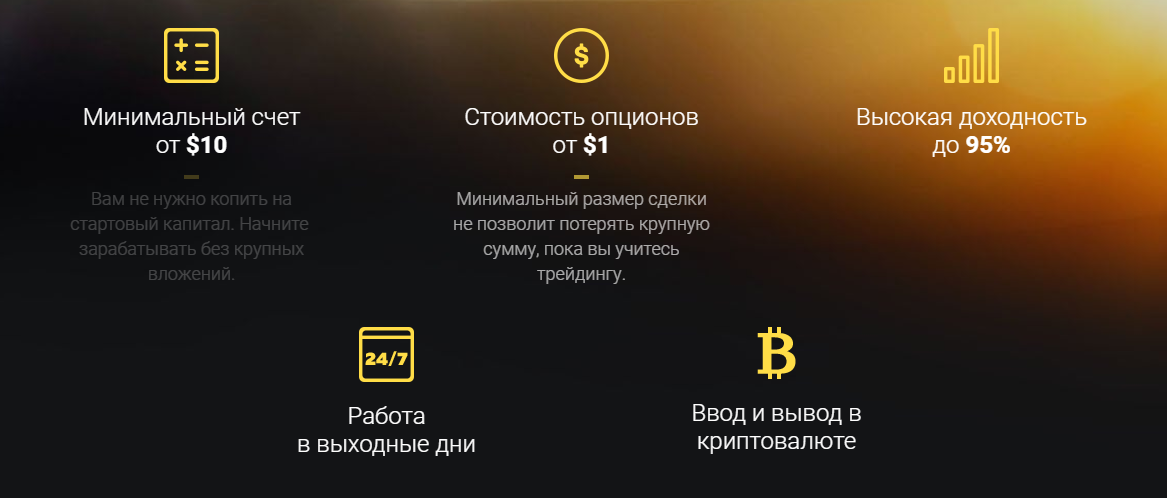 Минимальный счет
от $10
Вам не нужно копить на
стартовый капитал. Начните
зарабатывать без крупных
вложений.
$
Стоимость опционов
от $1
Минимальный размер сделки
не позволит потерять крупную
сумму, пока вы учитесь
трейдингу.
Высокая доходность
до 95%
24/7
Работа
в выходные дни
Ввод и вывод в
криптовалюте